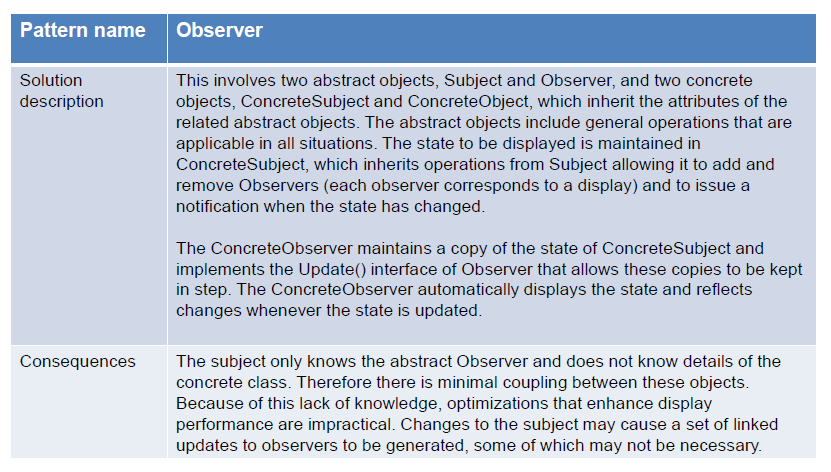 Pattern name
Observer
Solution
description
This involves two abstract objects, Subject and Observer, and two concrete
objects, ConcreteSubject and ConcreteObject, which inherit the attributes of the
related abstract objects. The abstract objects include general operations that are
applicable in all situations. The state to be displayed is maintained in
ConcreteSubject, which inherits operations from Subject allowing it to add and
remove Observers (each observer corresponds to a display) and to issue a
notification when the state has changed.
The ConcreteObserver maintains a copy of the state of ConcreteSubject and
implements the Update() interface of Observer that allows these copies to be kept
in step. The ConcreteObserver automatically displays the state and reflects
changes whenever the state is updated.
Consequences
The subject only knows the abstract Observer and does not know details of the
concrete class. Therefore there is minimal coupling between these objects.
Because of this lack of knowledge, optimizations that enhance display
performance are impractical. Changes to the subject may cause a set of linked
updates to observers to be generated, some of which may not be necessary.